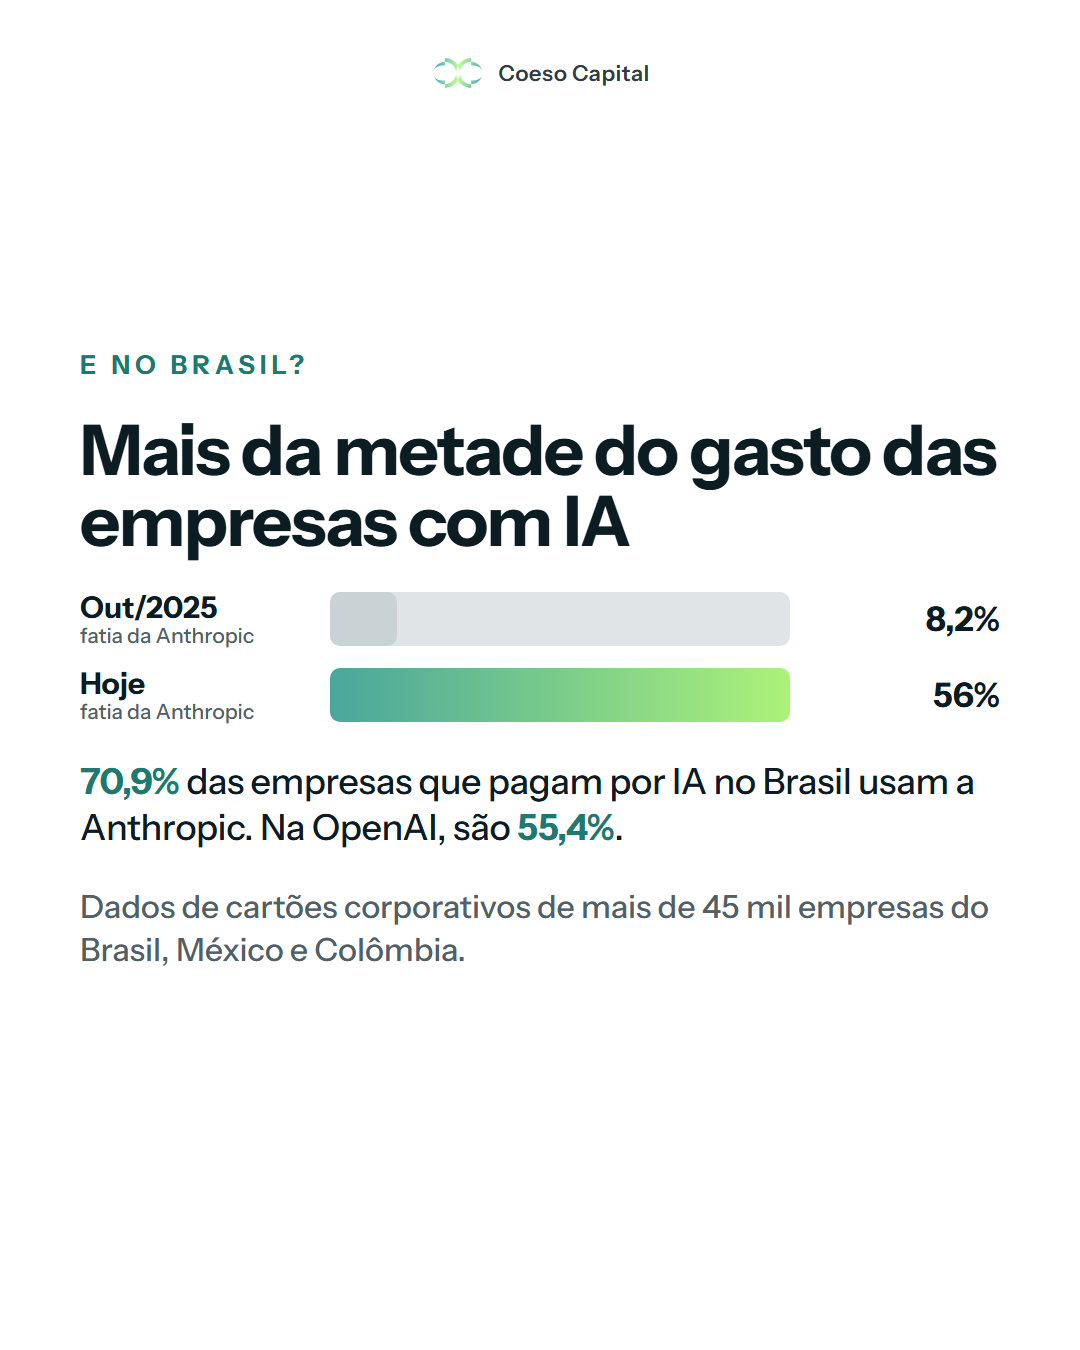 Coeso Capital
E NO BRASIL?
Mais da metade do gasto das
empresas com IA
Out/2025
fatia da Anthropic
8,2%
Hoje
fatia da Anthropic
56%
70,9% das empresas que pagam por IA no Brasil usam a
Anthropic. Na OpenAI, são 55,4%.
Dados de cartões corporativos de mais de 45 mil empresas do
Brasil, México e Colômbia.